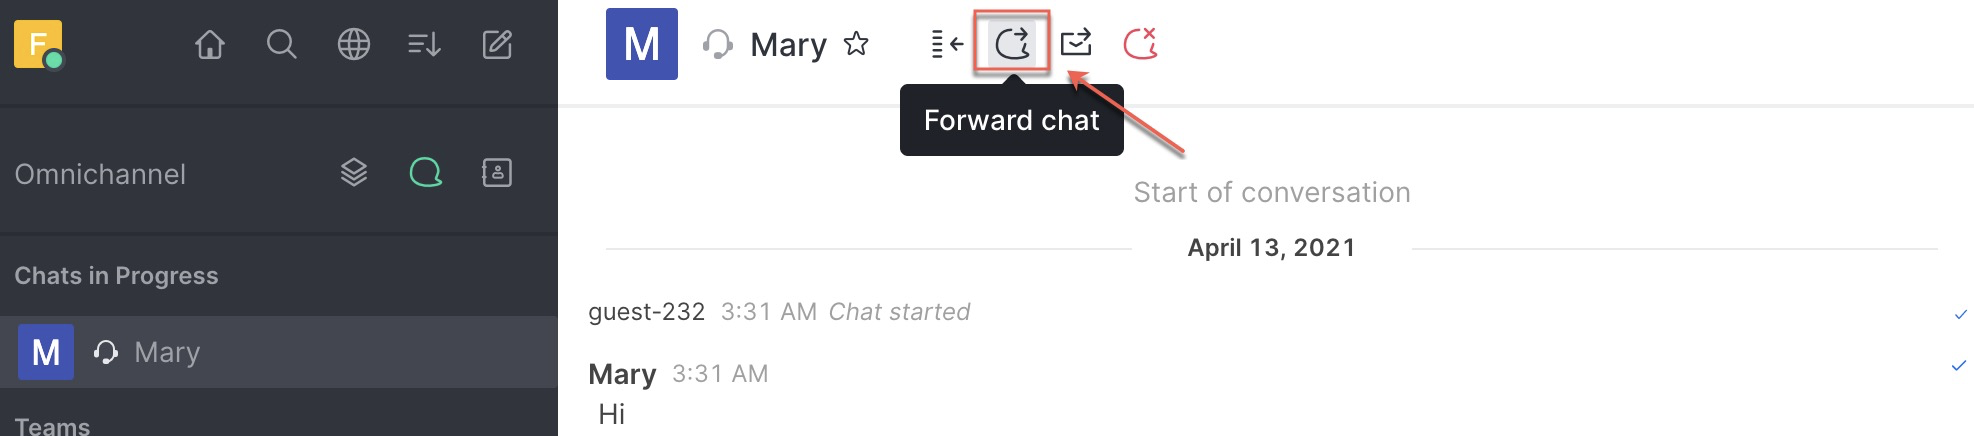 F
Omnichannel
Chats in Progress
M Mary
Teams
M Mary
Forward chat
Start of conversation
April 13, 2021
guest-232 3:31 AM Chat started
Mary 3:31 AM
Hi